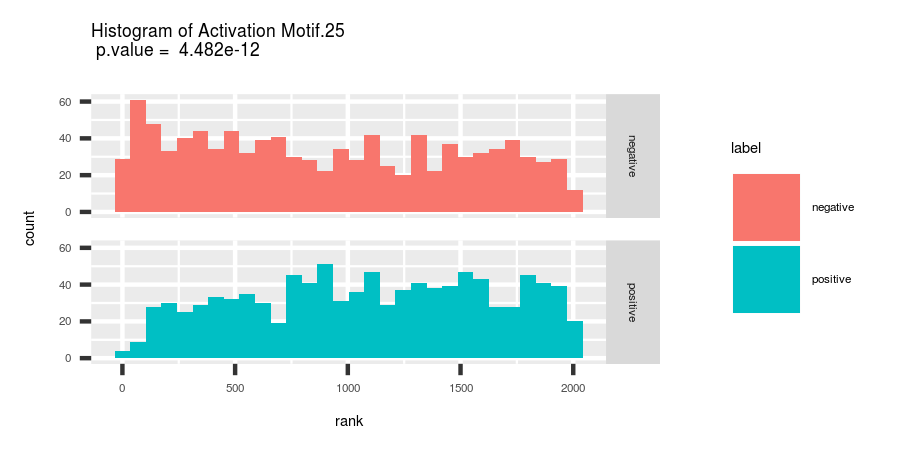 Histogram of Activation Motif.25
p.value =  4.482e-12
60
40
20
0
negative
60
40
20
0
positive
0
500
1000
1500
2000
count
rank
label
negative
positive